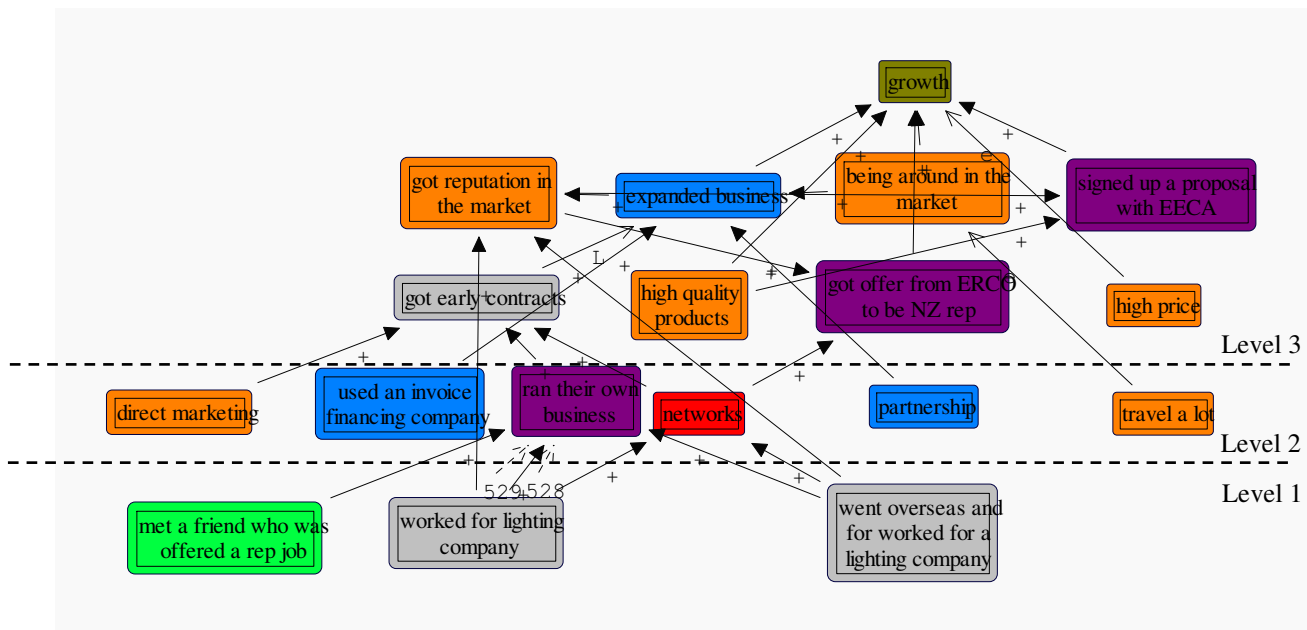 growth
+
+
+
e
+
got reputation in
the market
expanded business
being around in the
market
signed up a proposal
with EECA
+
+
+
+
L
+
+
+
+
got early contracts
+
high quality
products
got offer from ERCO
to be NZ rep
e
high price
Level 3
+
+
+
+
direct marketing
used an invoice
financing company
ran their own
business
networks
partnership
travel a lot
Level 2
+
+
+
+
529
528
+
Level 1
met a friend who was
offered a rep job
worked for lighting
company
went overseas and
for worked for a
lighting company